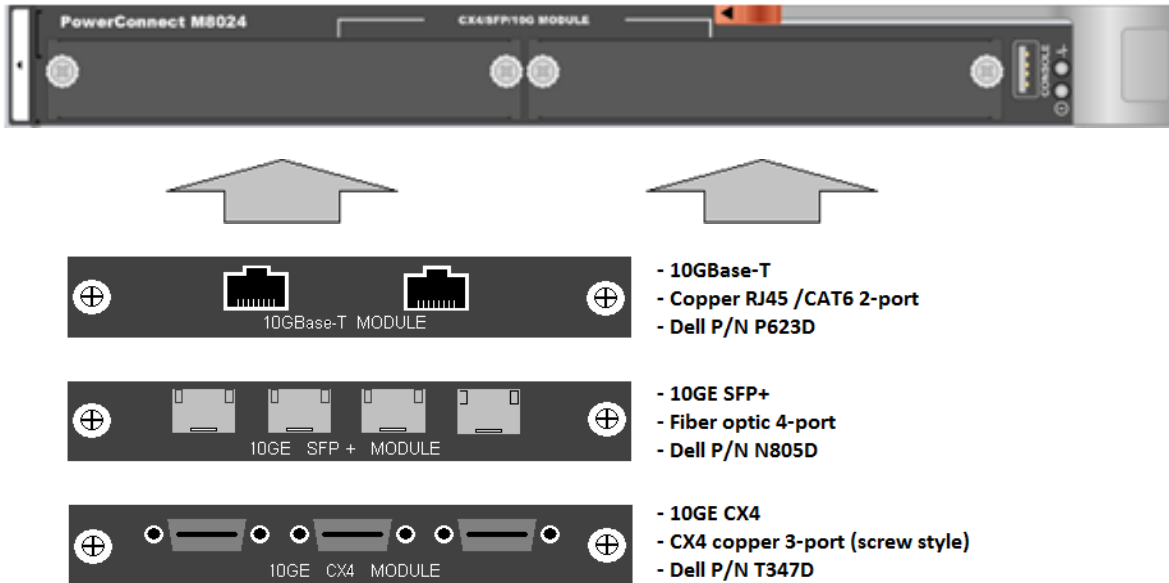 PowerConnect M8024
CX4/SFP/10G MODULE
CONSOLE
10GBase-T MODULE
- 10GBase-T
- Copper RJ45 /CAT6 2-port
- Dell P/N P623D
10GE SFP + MODULE
- 10GE SFP+
- Fiber optic 4-port
- Dell P/N N805D
10GE CX4 MODULE
- 10GE CX4
- CX4 copper 3-port (screw style)
- Dell P/N T347D